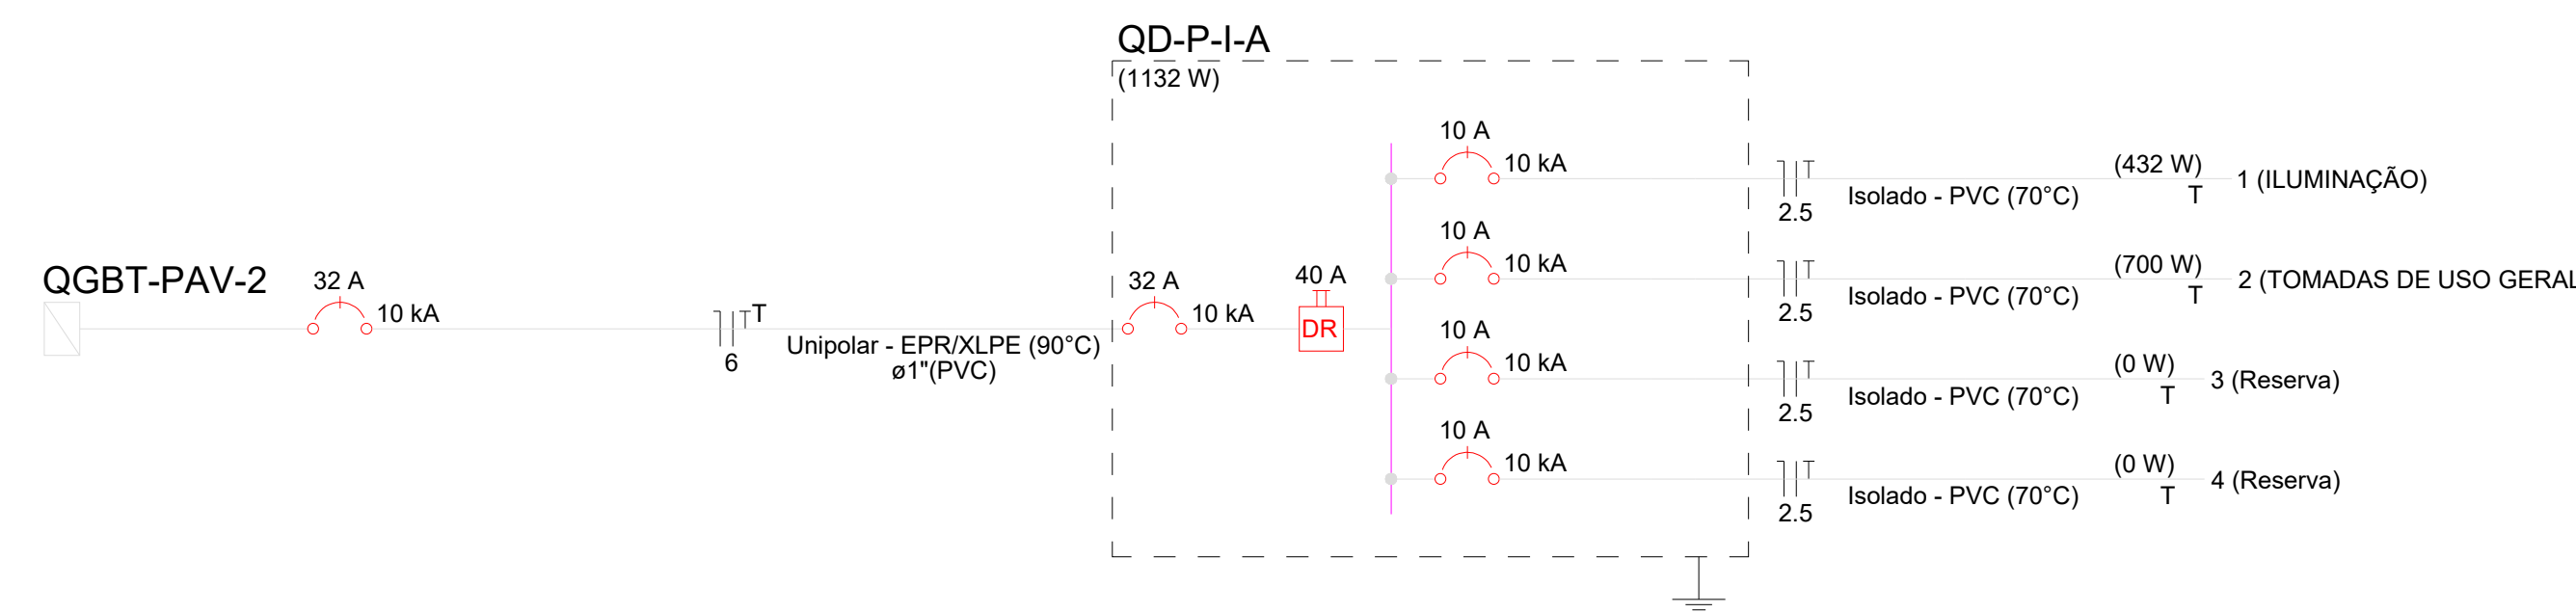 QD-P-I-A
(1132 W)
10 A
10 kA
2.5
Isolado - PVC (70°C)
(432 W)
T
1 (ILUMINAÇÃO)
10 A
10 kA
2.5
Isolado - PVC (70°C)
(700 W)
T
2 (TOMADAS DE USO GERAL
QGBT-PAV-2
32 A
10 kA
T
6
Unipolar - EPR/XLPE (90°C)
ø1"(PVC)
32 A
10 kA
40 A
DR
10 A
10 kA
2.5
Isolado - PVC (70°C)
(0 W)
T
3 (Reserva)
10 A
10 kA
2.5
Isolado - PVC (70°C)
(0 W)
T
4 (Reserva)